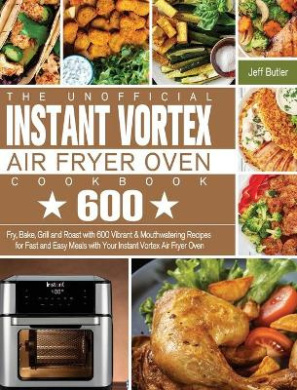 Jeff Butler
THE UNOFFICIAL
INSTANT VORTEX
AIR FRYER OVEN
COOKBOOK
600
Fry, Bake, Grill and Roast with 600 Vibrant & Mouthwatering Recipes
for Fast and Easy Meals with Your Instant Vortex Air Fryer Oven
Instant